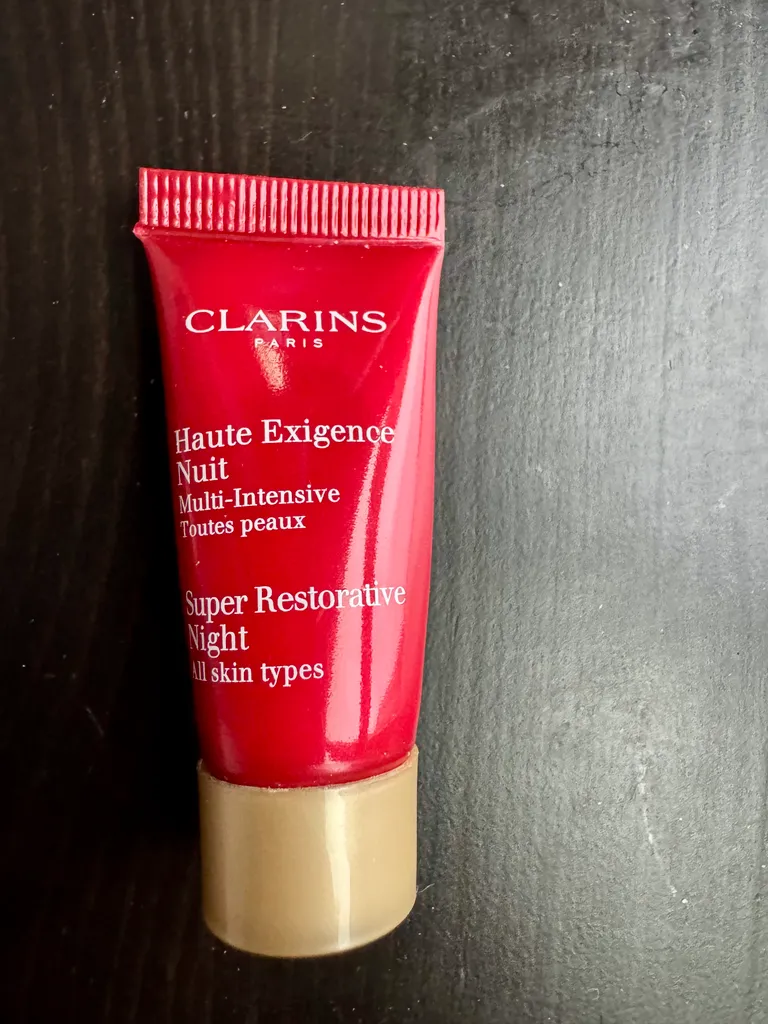 CLARINS
PARIS
Haute Exigence
Nuit
Multi-Intensive
Toutes peaux
Super Restorative
Night
All skin types